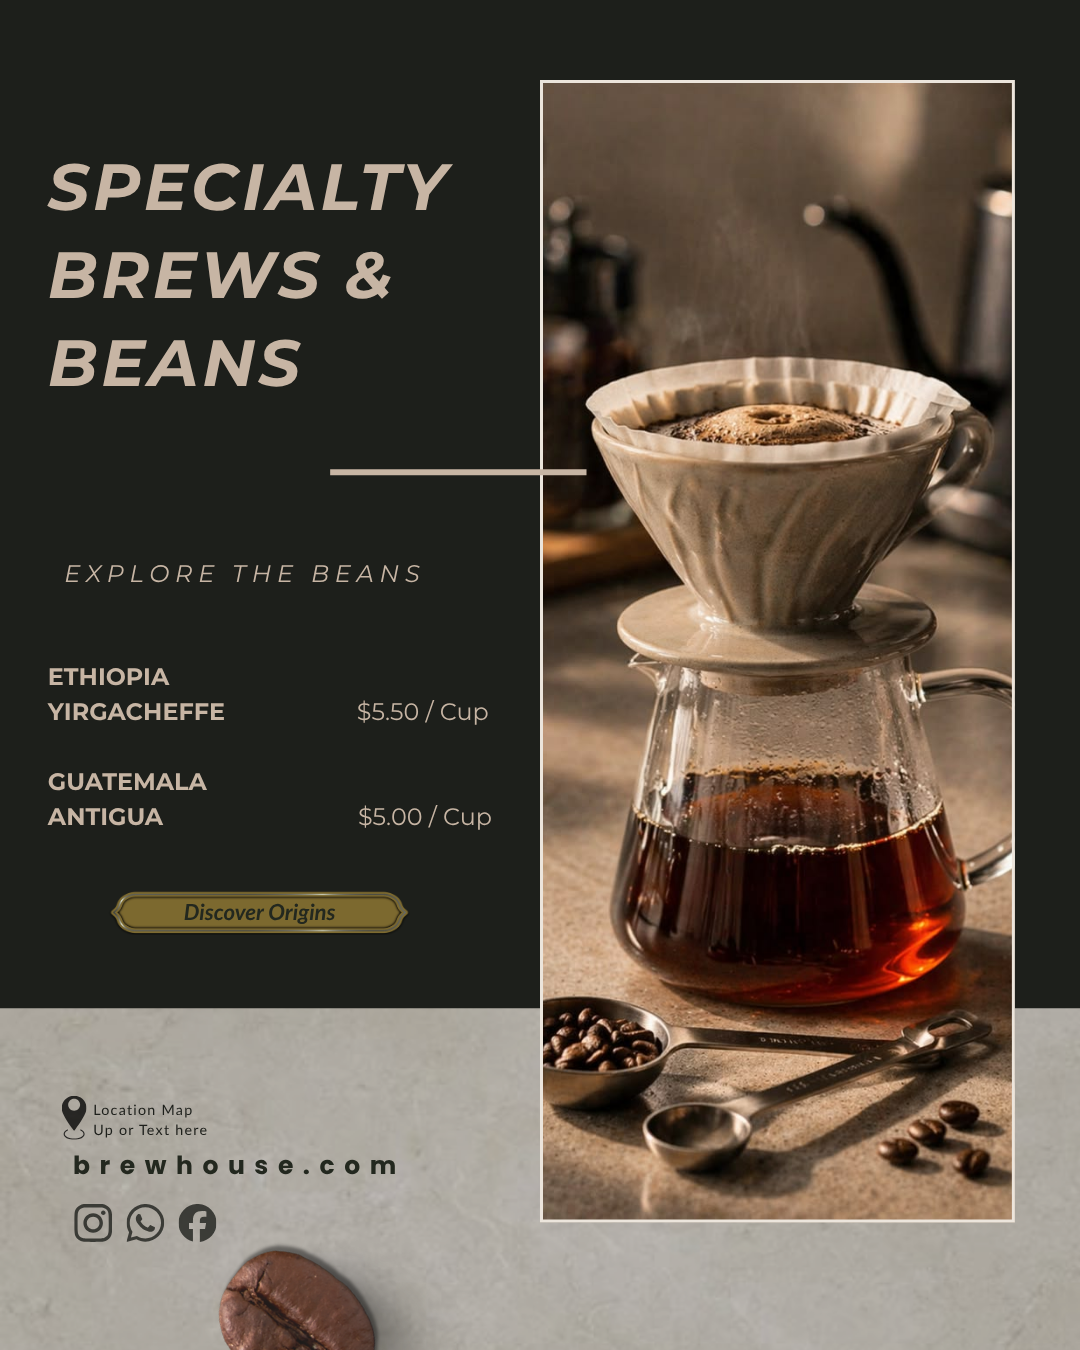 SPECIALTY
BREWS &
BEANS
EXPLORE THE BEANS
ETHIOPIA
YIRGACHEFFE $5.50 / Cup
GUATEMALA
ANTIGUA $5.00 / Cup
Discover Origins
Location Map
Up or Text here
brewhouse.com